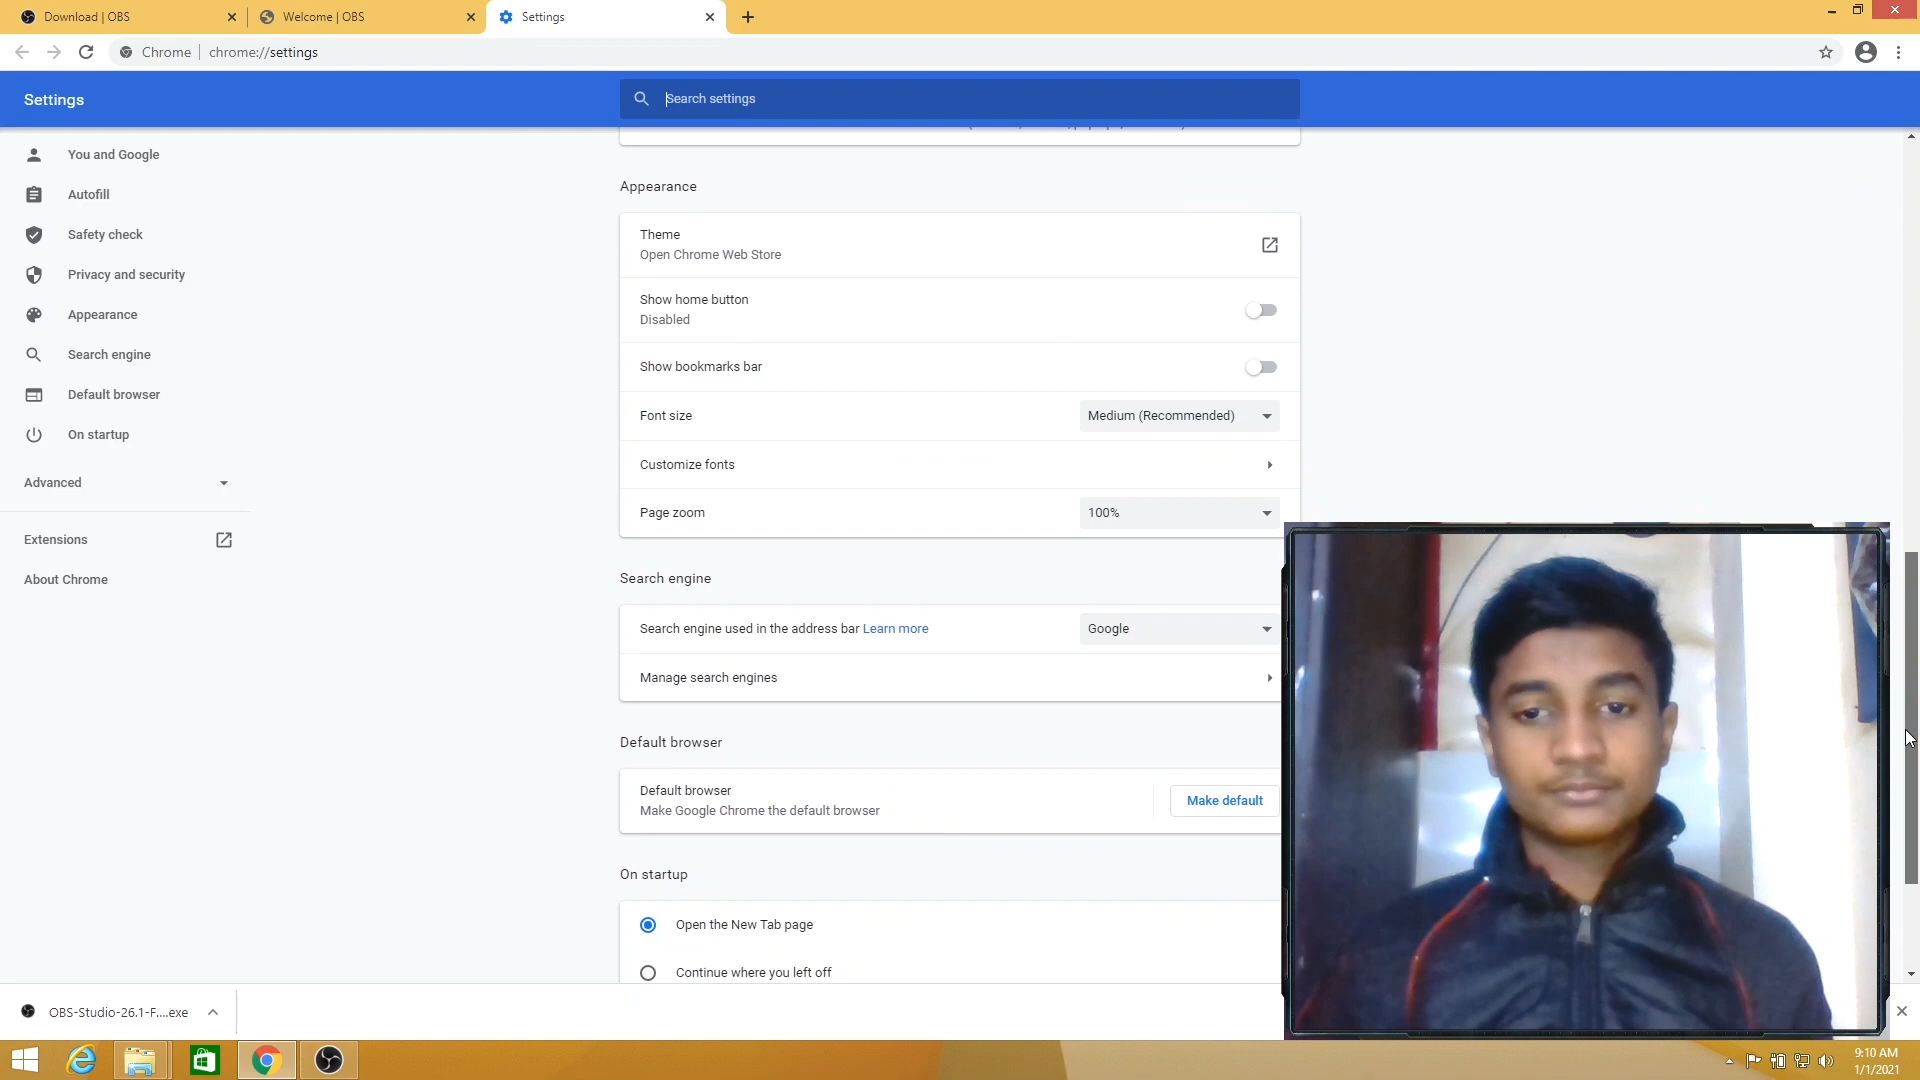 Download | OBS
Welcome | OBS
Settings
Chrome
chrome://settings
Settings
Search settings
You and Google
Autofill
Safety check
Privacy and security
Appearance
Search engine
Default browser
On startup
Advanced
Extensions
About Chrome
Appearance
Theme
Open Chrome Web Store
Show home button
Disabled
Show bookmarks bar
Font size
Medium (Recommended)
Customize fonts
Page zoom
100%
Search engine
Search engine used in the address bar Learn more
Google
Manage search engines
Default browser
Default browser
Make Google Chrome the default browser
Make default
On startup
Open the New Tab page
Continue where you left off
OBS-Studio-26.1-F....exe
9:10 AM
1/1/2021